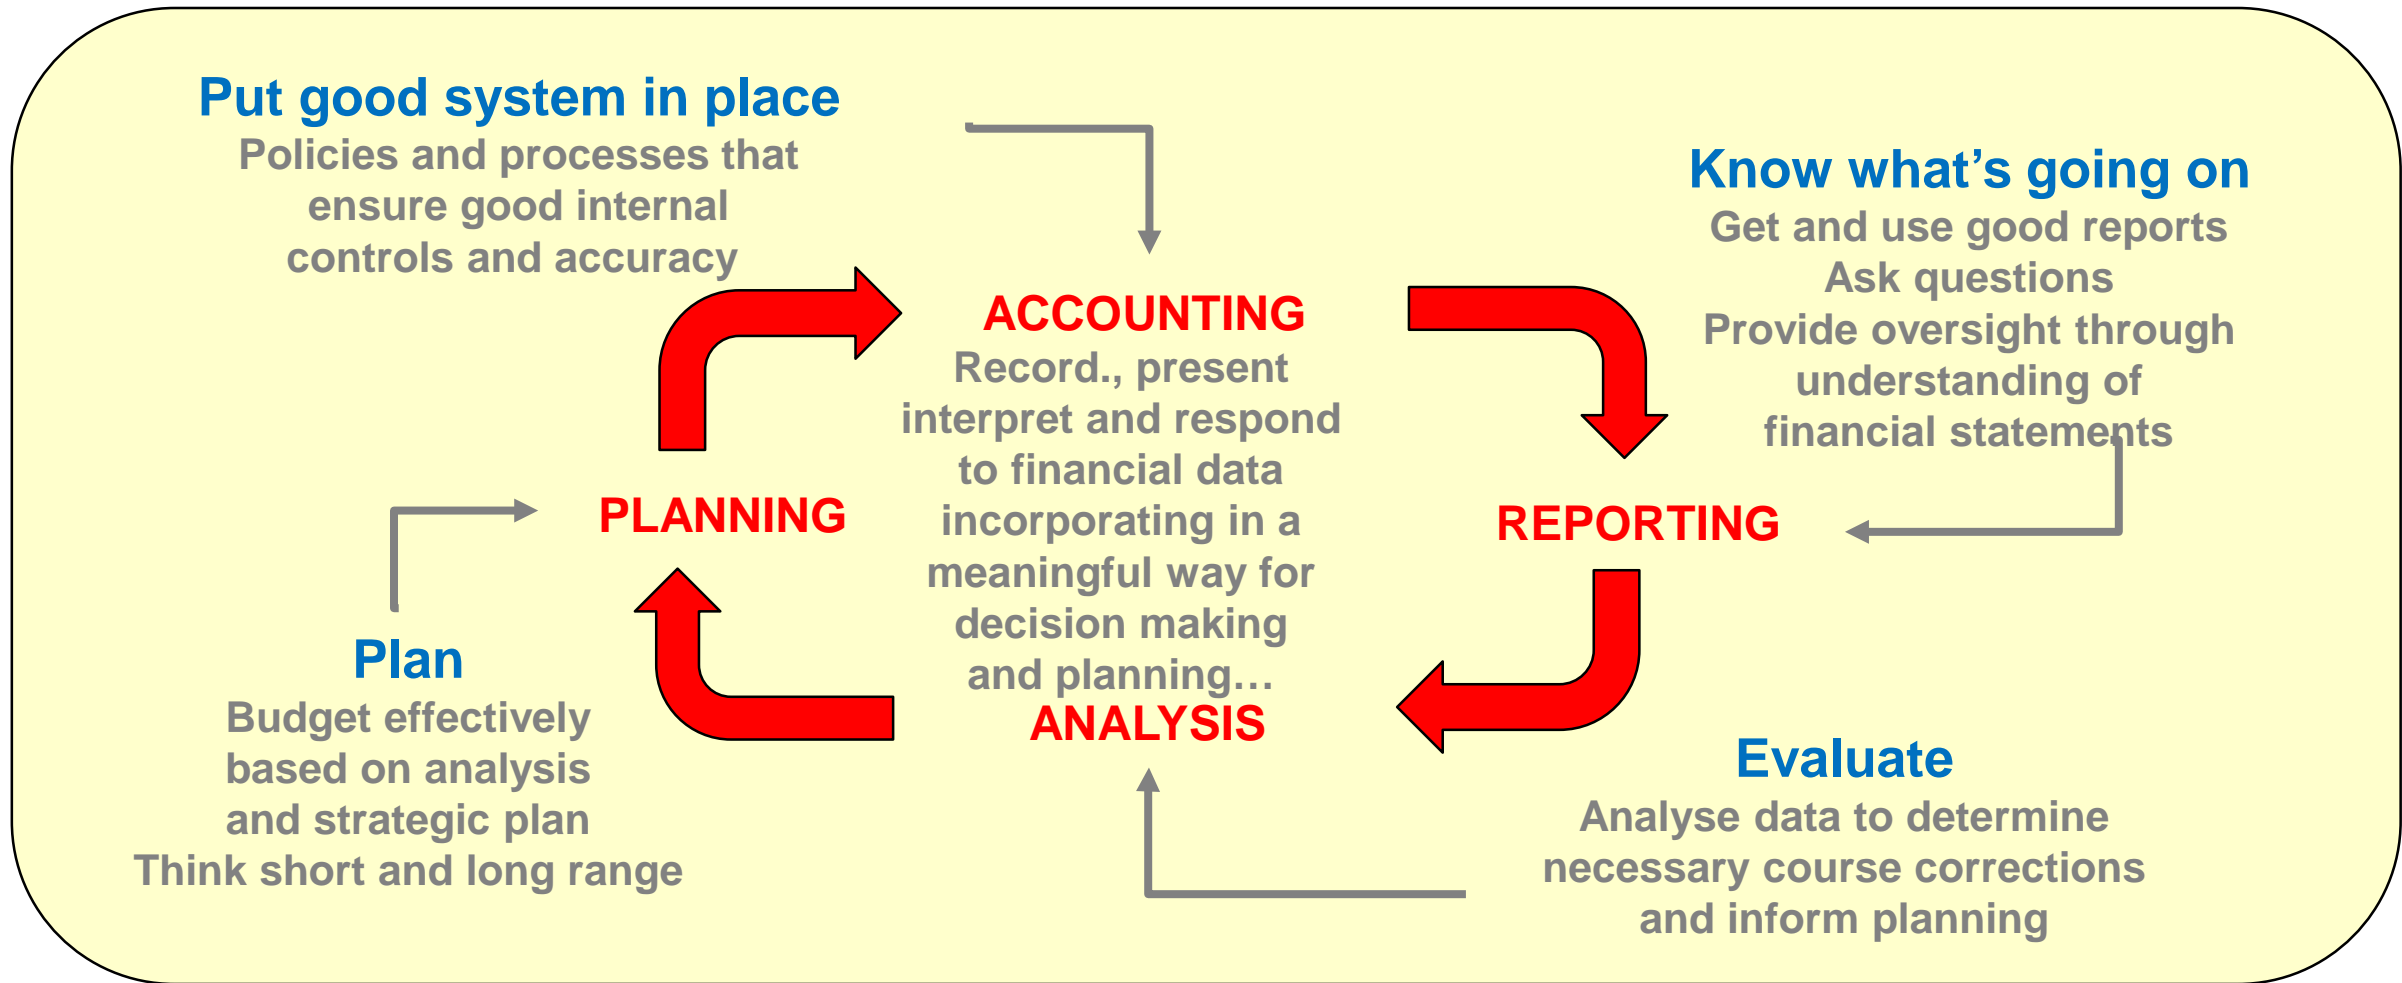 Put good system in place
Policies and processes that
ensure good internal
controls and accuracy
Know what’s going on
Get and use good reports
Ask questions
Provide oversight through
understanding of
financial statements
ACCOUNTING
Record., present
interpret and respond
to financial data
incorporating in a
meaningful way for
decision making
and planning…
ANALYSIS
PLANNING
REPORTING
Plan
Budget effectively
based on analysis
and strategic plan
Think short and long range
Evaluate
Analyse data to determine
necessary course corrections
and inform planning